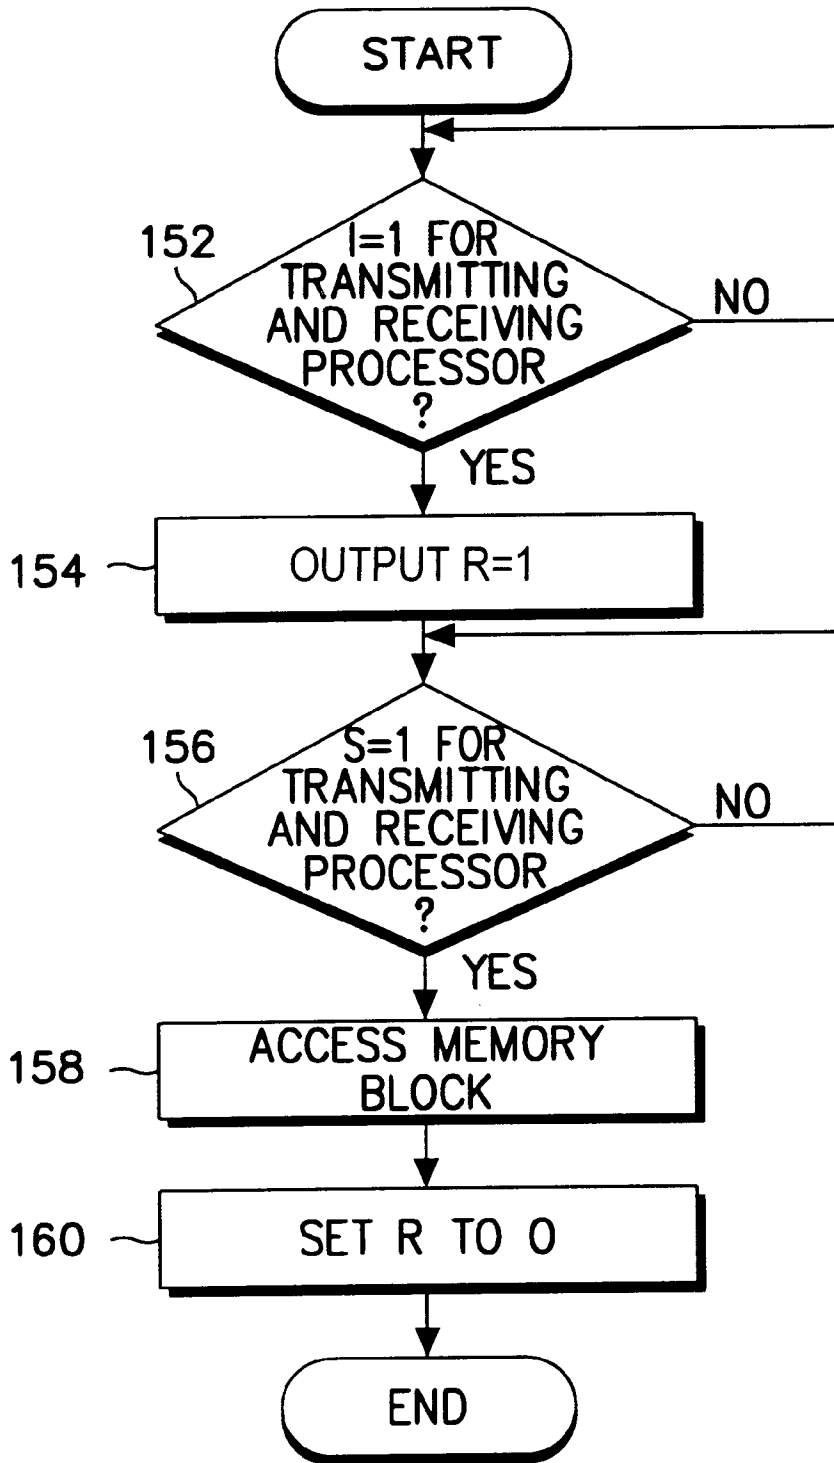 START
152
I=1 FOR
TRANSMITTING
AND RECEIVING
PROCESSOR
?
NO
YES
154
OUTPUT R=1
156
S=1 FOR
TRANSMITTING
AND RECEIVING
PROCESSOR
?
NO
YES
158
ACCESS MEMORY
BLOCK
160
SET R TO 0
END